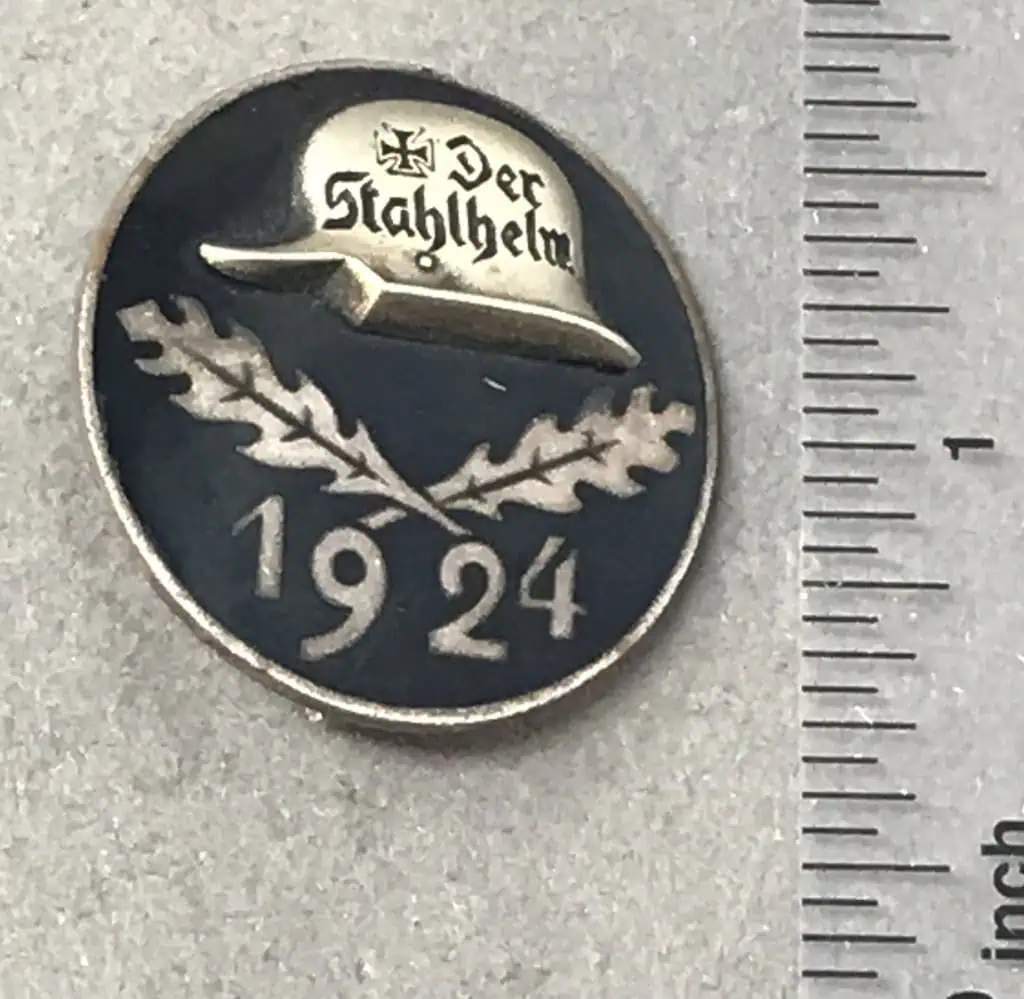 Der
Stahlhelm.
1924
1
inch